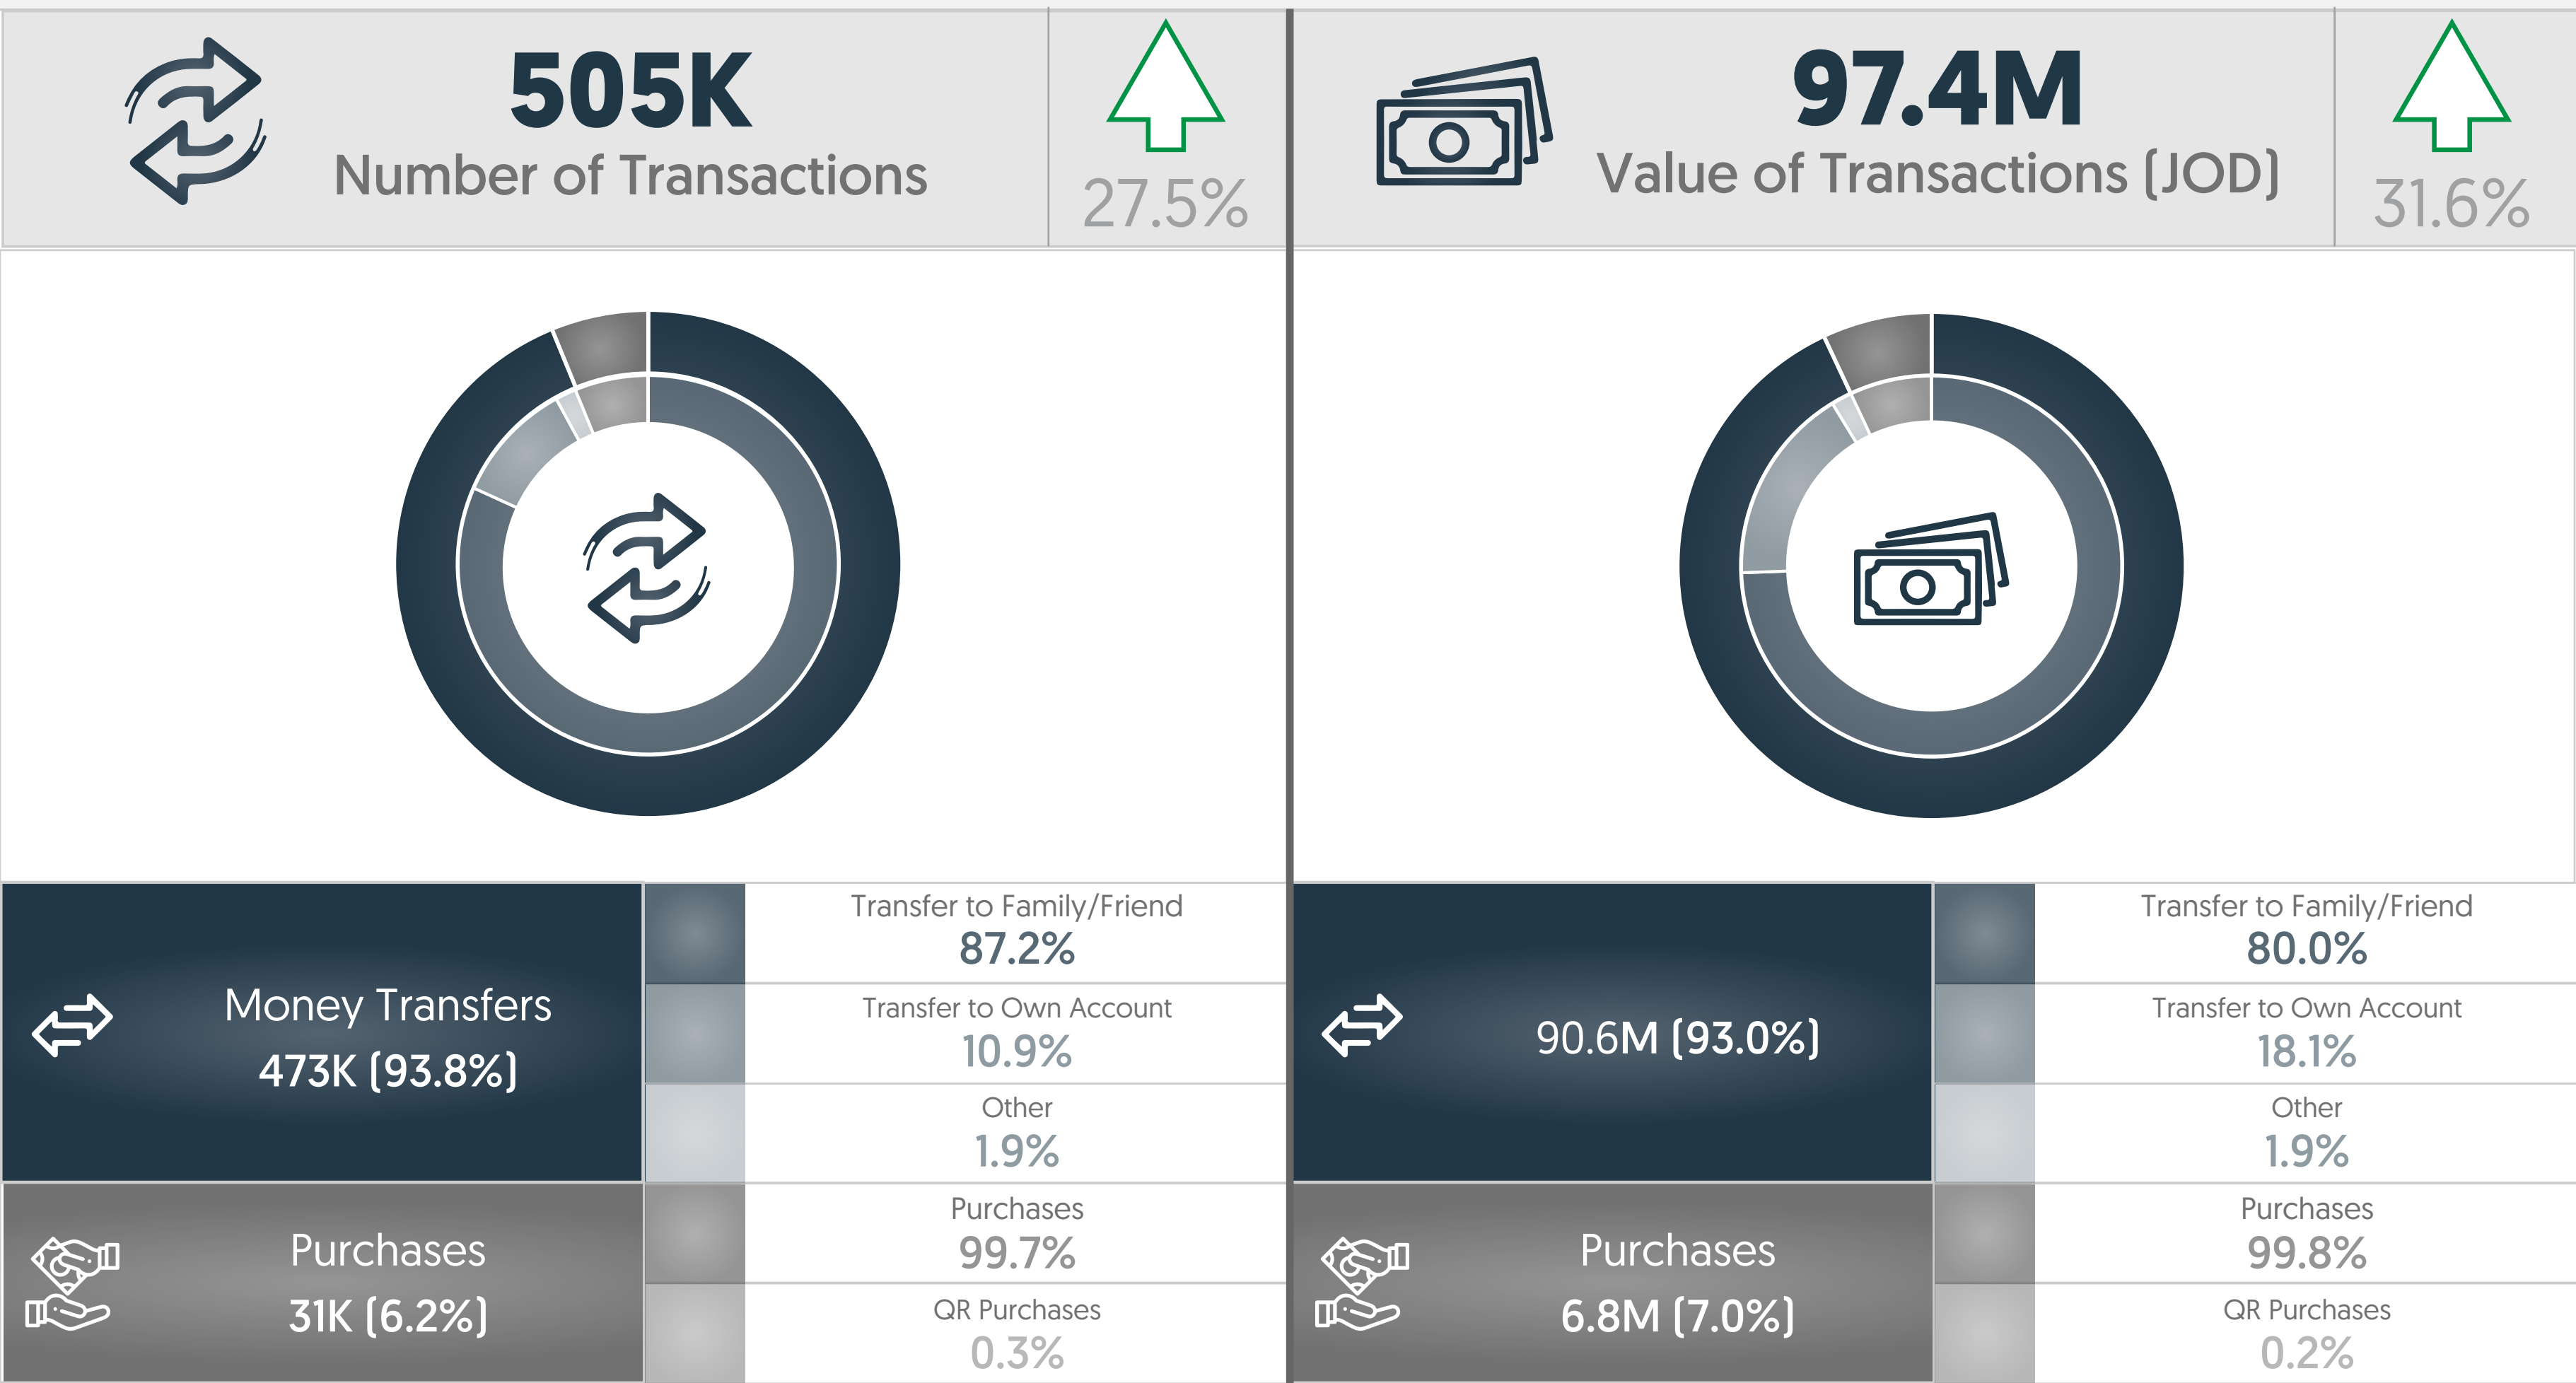 505K
Number of Transactions
27.5%
97.4M
Value of Transactions (JOD)
31.6%
Money Transfers
473K (93.8%)
Transfer to Family/Friend
87.2%
Transfer to Own Account
10.9%
Other
1.9%
Purchases
31K (6.2%)
Purchases
99.7%
QR Purchases
0.3%
90.6M (93.0%)
Transfer to Family/Friend
80.0%
Transfer to Own Account
18.1%
Other
1.9%
Purchases
6.8M (7.0%)
Purchases
99.8%
QR Purchases
0.2%